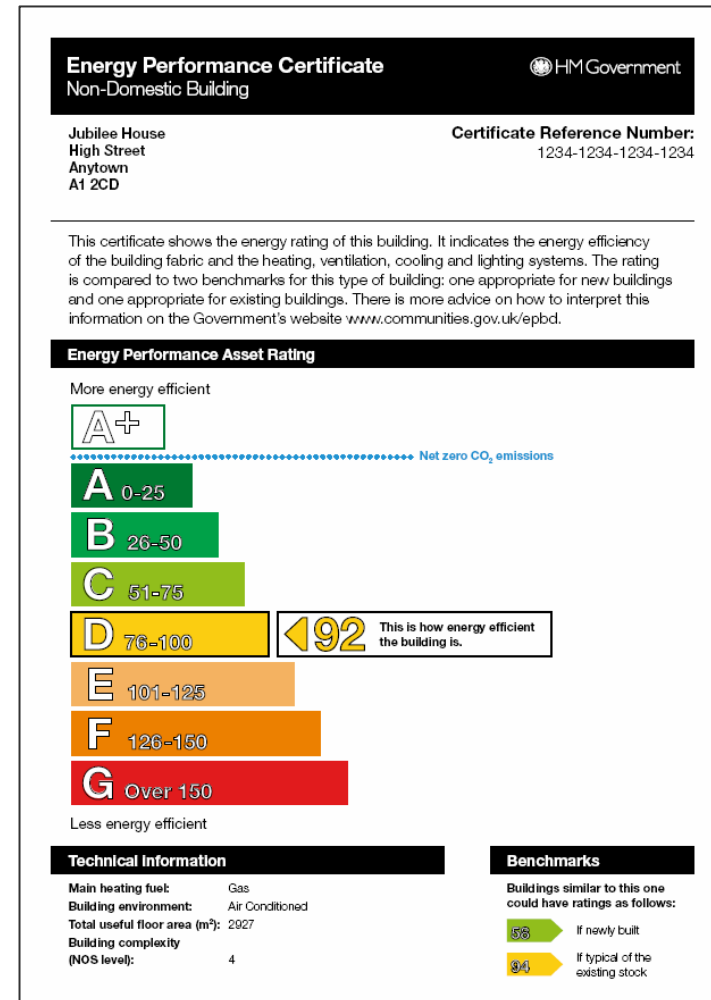 Energy Performance Certificate
HM Government
Non-Domestic Building
Jubilee House
High Street
Anytown
A1 2CD
Certificate Reference Number:
1234-1234-1234-1234
This certificate shows the energy rating of this building. It indicates the energy efficiency
of the building fabric and the heating, ventilation, cooling and lighting systems. The rating
is compared to two benchmarks for this type of building: one appropriate for new buildings
and one appropriate for existing buildings. There is more advice on how to interpret this
information on the Government's website www.communities.gov.uk/epbd.
Energy Performance Asset Rating
More energy efficient
A+
Net zero CO₂ emissions
A 0-25
B 26-50
C 51-75
D 76-100
92
This is how energy efficient
the building is.
E 101-125
F 126-150
G Over 150
Less energy efficient
Technical information
Main heating fuel: Gas
Building environment: Air Conditioned
Total useful floor area (m²): 2927
Building complexity
(NOS level): 4
Benchmarks
Buildings similar to this one
could have ratings as follows:
If newly built
94
If typical of the
existing stock